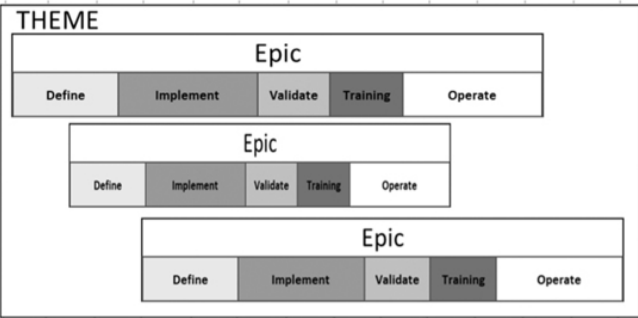 THEME
Epic
Define Implement Validate Training Operate
Epic
Define Implement Validate Training Operate
Epic
Define Implement Validate Training Operate